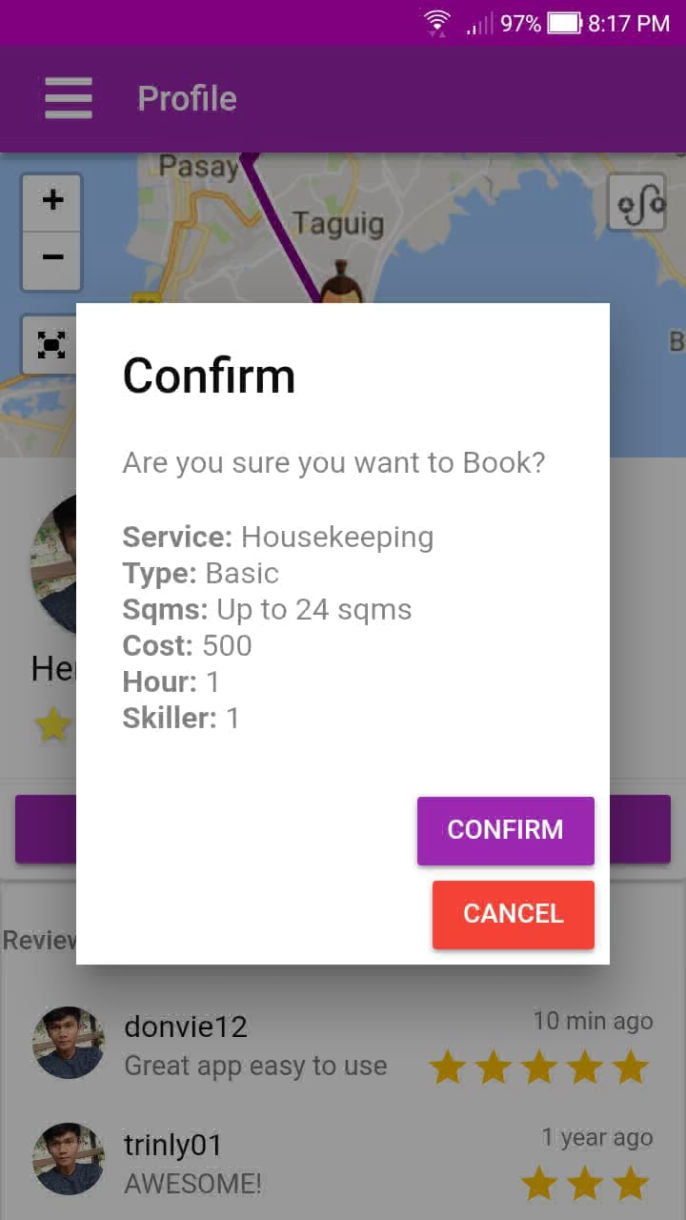 97% 8:17 PM
Profile
+
Pasay
Taguig
−
Confirm
Are you sure you want to Book?
Service: Housekeeping
Type: Basic
Sqms: Up to 24 sqms
Cost: 500
Hour: 1
Skiller: 1
CONFIRM
CANCEL
donvie12 10 min ago
Great app easy to use
trinly01 1 year ago
AWESOME!